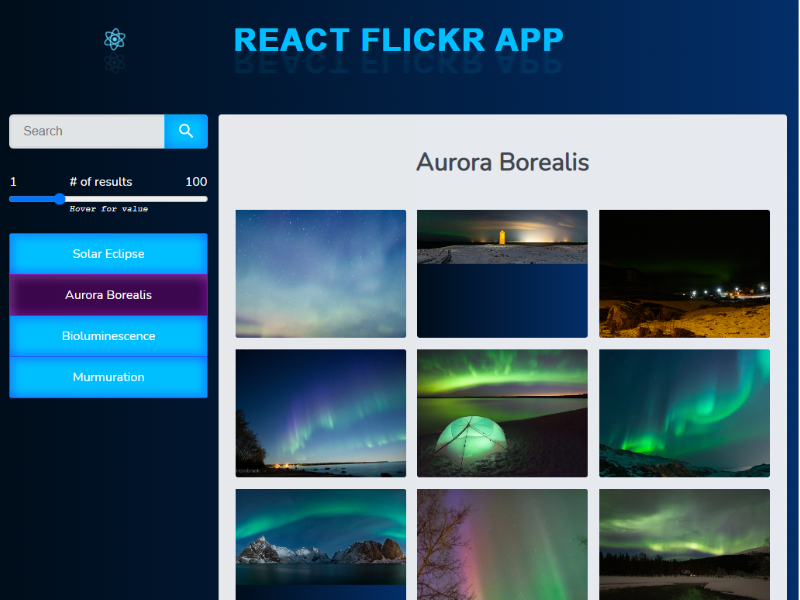 REACT FLICKR APP
Search
1 # of results 100
Hover for value
Solar Eclipse
Aurora Borealis
Bioluminescence
Murmuration
Aurora Borealis